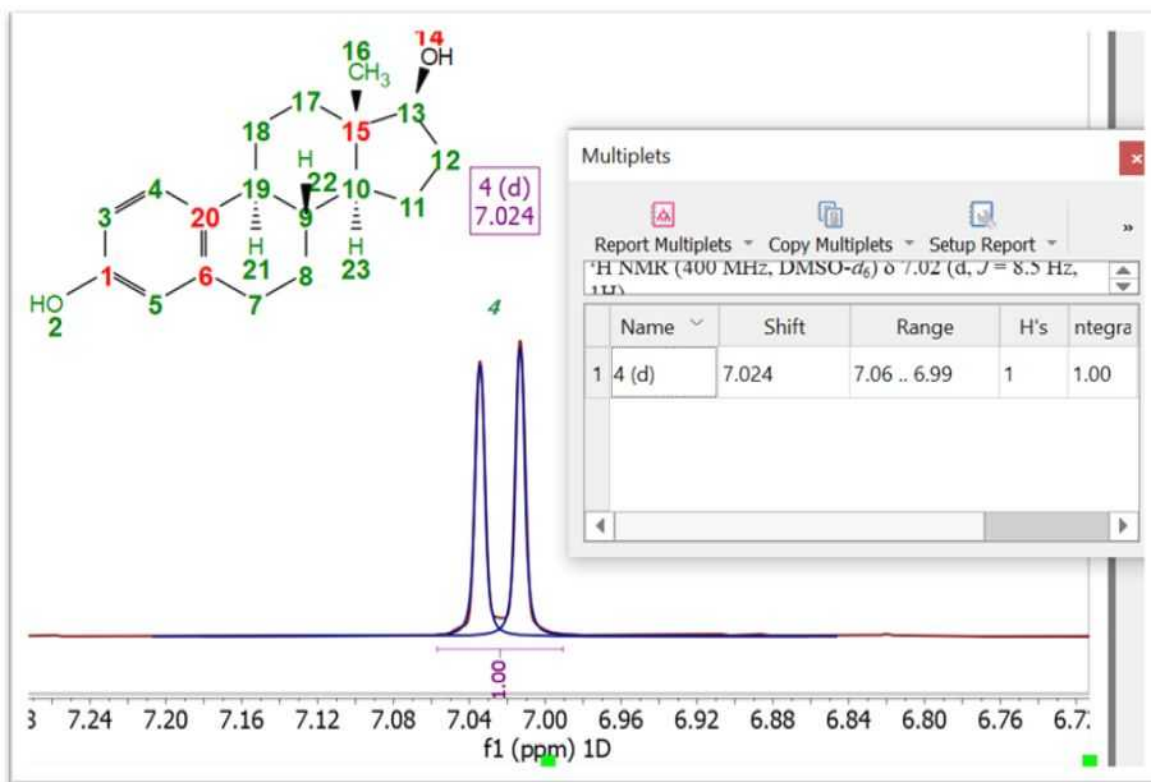 14
OH
16
CH3
17
13
18
15
12
H
22
4
19
10
3
20
9
11
H
H
1
6
21
8
23
HO
5
7
2
4 (d)
7.024
4
1.00
7.24 7.20 7.16 7.12 7.08 7.04 7.00 6.96 6.92 6.88 6.84 6.80 6.76
f1 (ppm) 1D
Multiplets
Report Multiplets Copy Multiplets Setup Report »
¹H NMR (400 MHz, DMSO-d6) δ 7.02 (d, J = 8.5 Hz,
1H)
Name Shift Range H's ntegra
1 4 (d) 7.024 7.06 .. 6.99 1 1.00